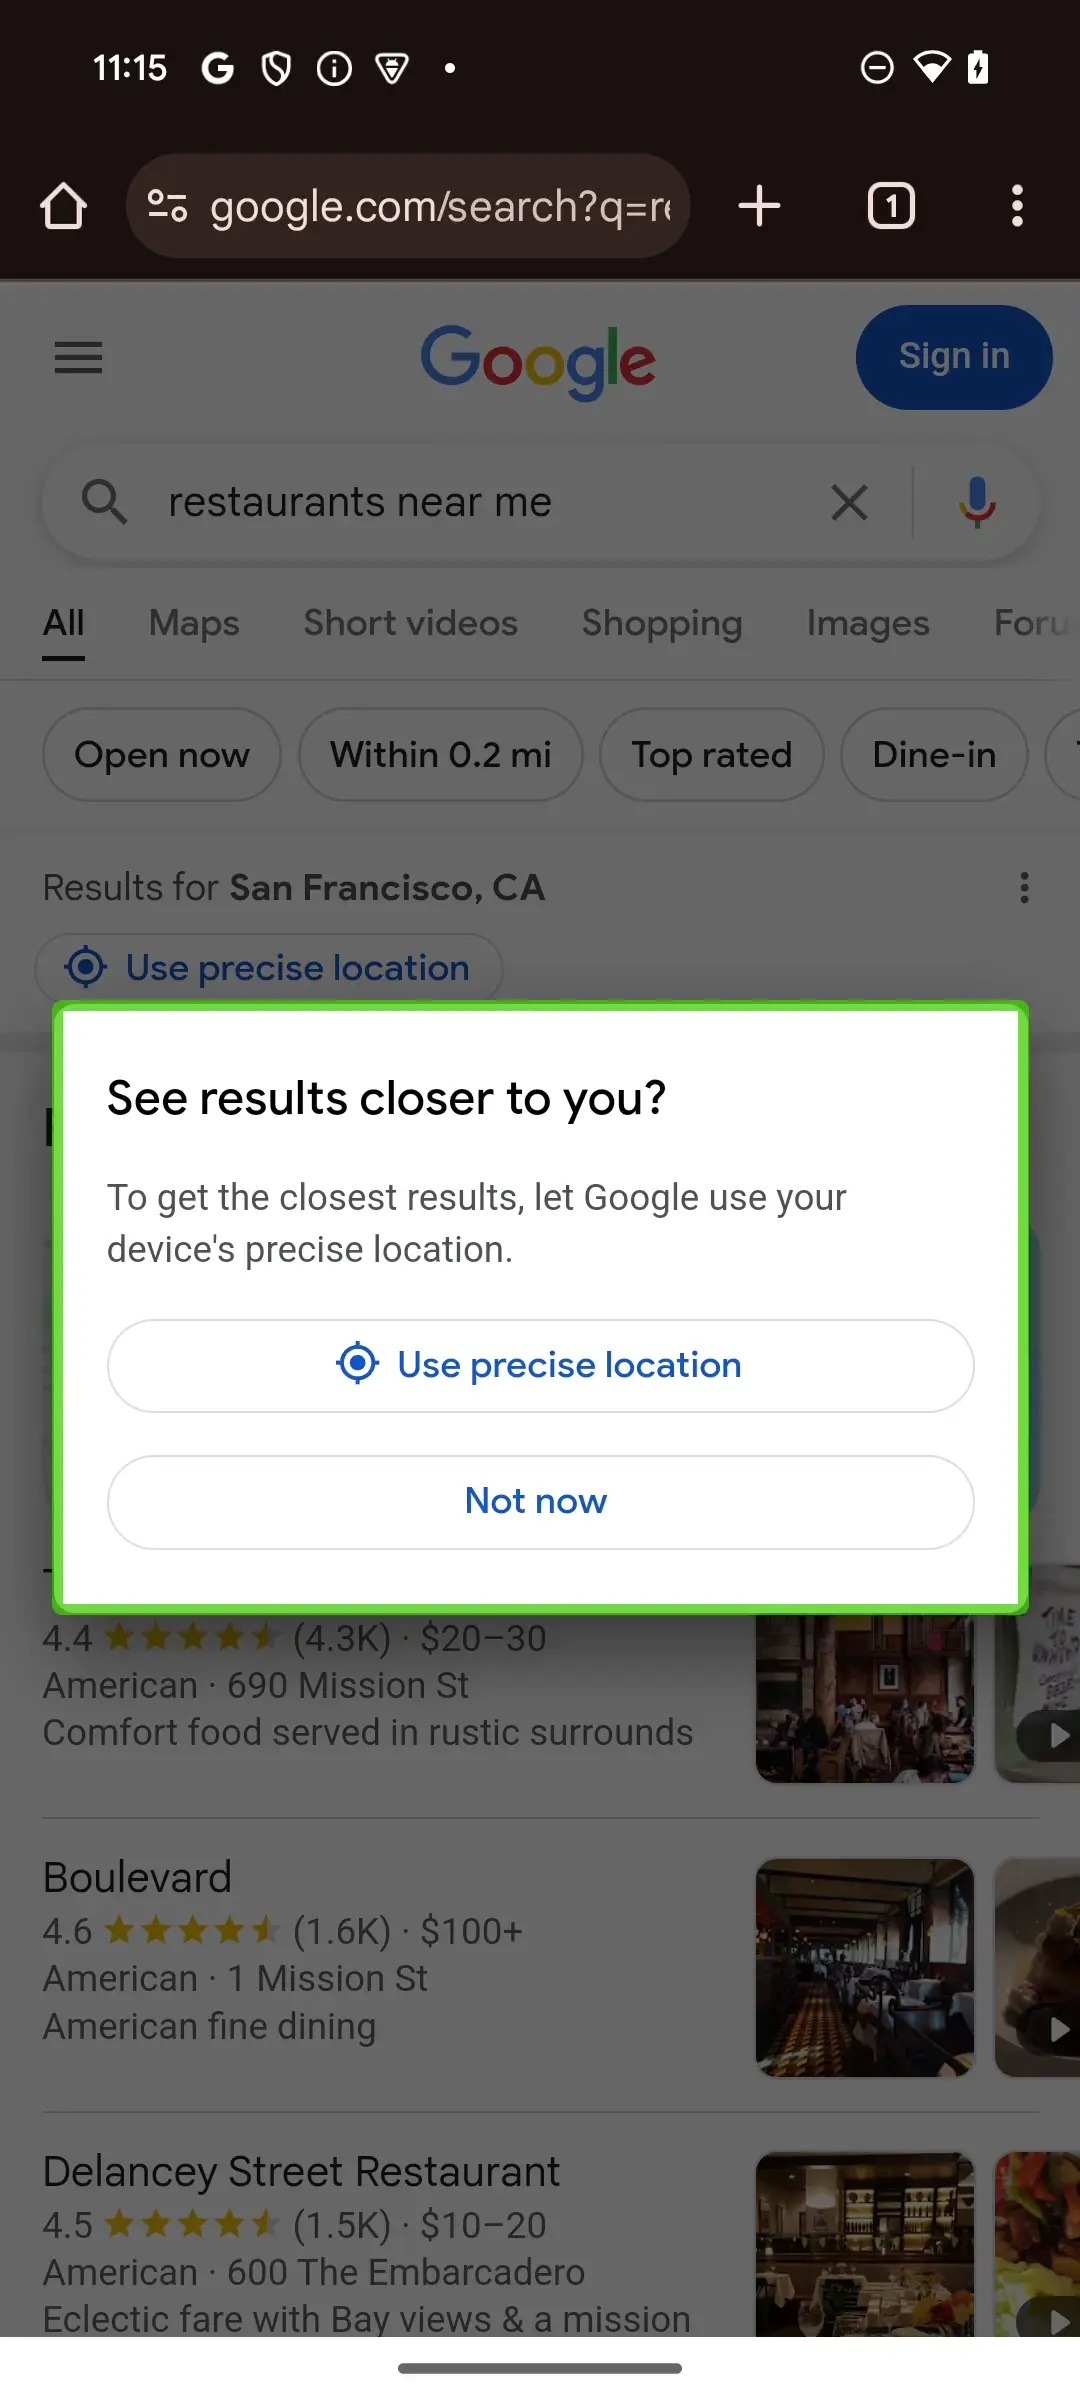 11:15
google.com/search?q=re
1
Google
Sign in
restaurants near me
All Maps Short videos Shopping Images Foru
Open now Within 0.2 mi Top rated Dine-in
Results for San Francisco, CA
Use precise location
See results closer to you?
To get the closest results, let Google use your
device's precise location.
Use precise location
Not now
4.4 (4.3K) · $20–30
American · 690 Mission St
Comfort food served in rustic surrounds
Boulevard
4.6 (1.6K) · $100+
American · 1 Mission St
American fine dining
Delancey Street Restaurant
4.5 (1.5K) · $10–20
American · 600 The Embarcadero
Eclectic fare with Bay views & a mission